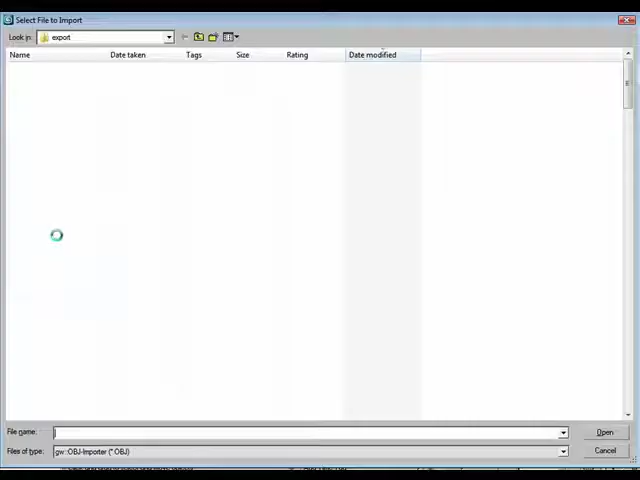 Select File to Import
Look in: export
Name Date taken Tags Size Rating Date modified
File name: Open
Files of type: gw::OBJ-Importer (*.OBJ) Cancel